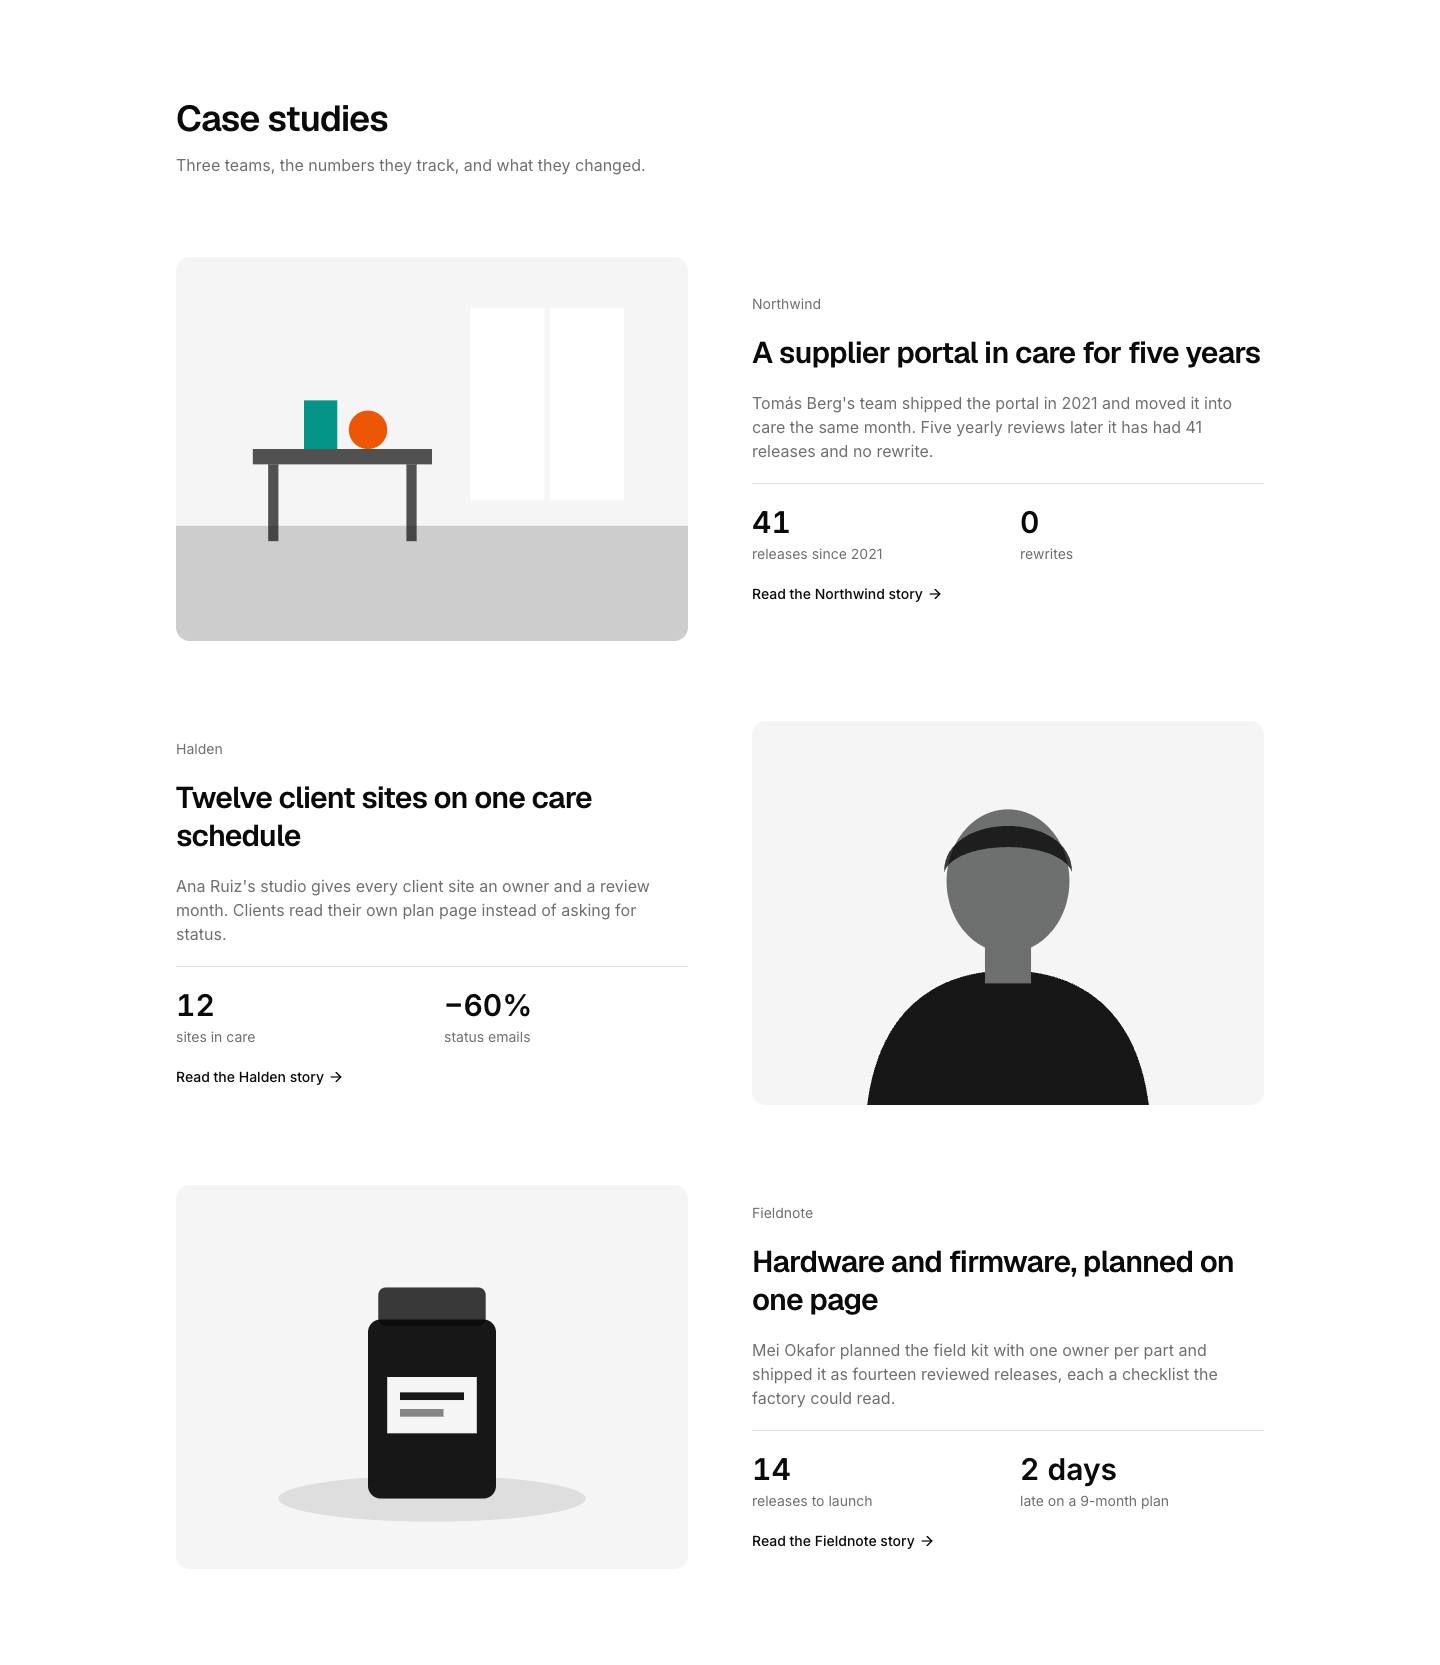 Case studies
Three teams, the numbers they track, and what they changed.
Northwind
A supplier portal in care for five years
Tomás Berg's team shipped the portal in 2021 and moved it into
care the same month. Five yearly reviews later it has had 41
releases and no rewrite.
41
releases since 2021
0
rewrites
Read the Northwind story →
Halden
Twelve client sites on one care
schedule
Ana Ruiz's studio gives every client site an owner and a review
month. Clients read their own plan page instead of asking for
status.
12
sites in care
−60%
status emails
Read the Halden story →
Fieldnote
Hardware and firmware, planned on
one page
Mei Okafor planned the field kit with one owner per part and
shipped it as fourteen reviewed releases, each a checklist the
factory could read.
14
releases to launch
2 days
late on a 9-month plan
Read the Fieldnote story →